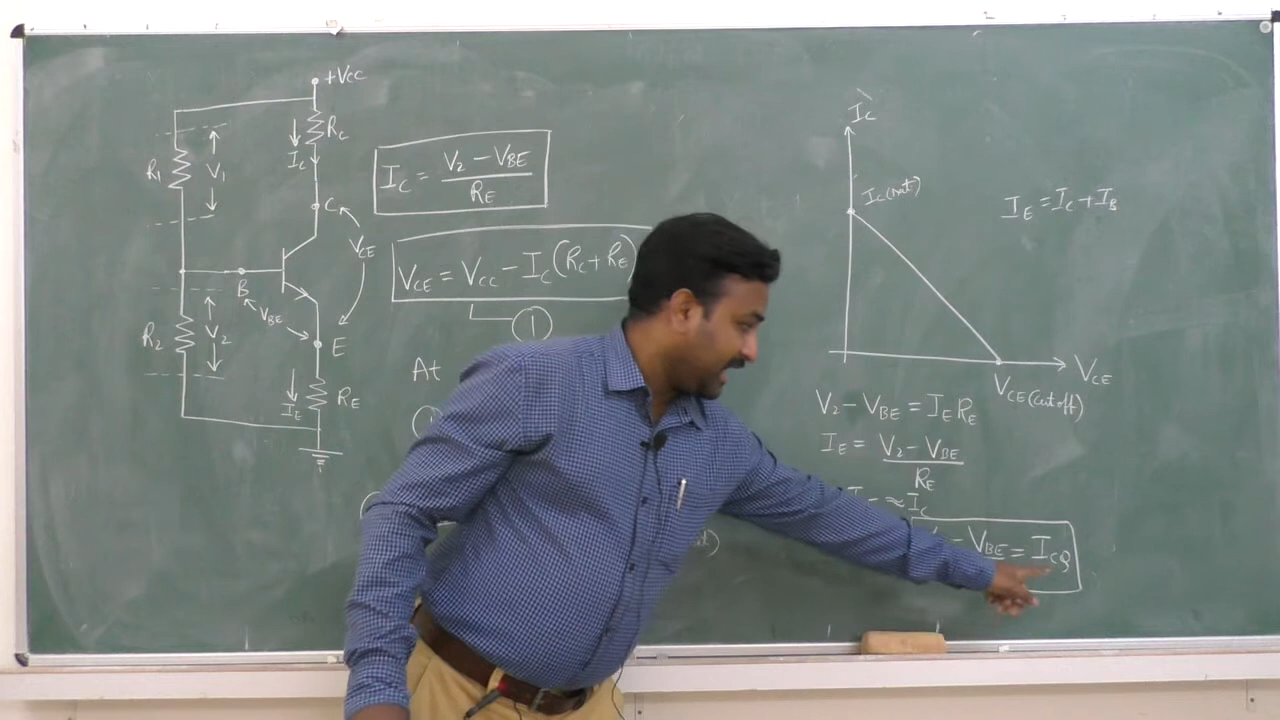 +VCC
R1
V1
IC
RC
C
VCE
B
VBE
R2
V2
E
IE
RE
IC = V2 - VBE / RE
VCE = VCC - IC (RC + RE)
1
At
IC
IC (sat)
IE = IC + IB
VCE
VCE (cut off)
V2 - VBE = IE RE
IE = V2 - VBE / RE
≈ IC
- VBE = ICQ